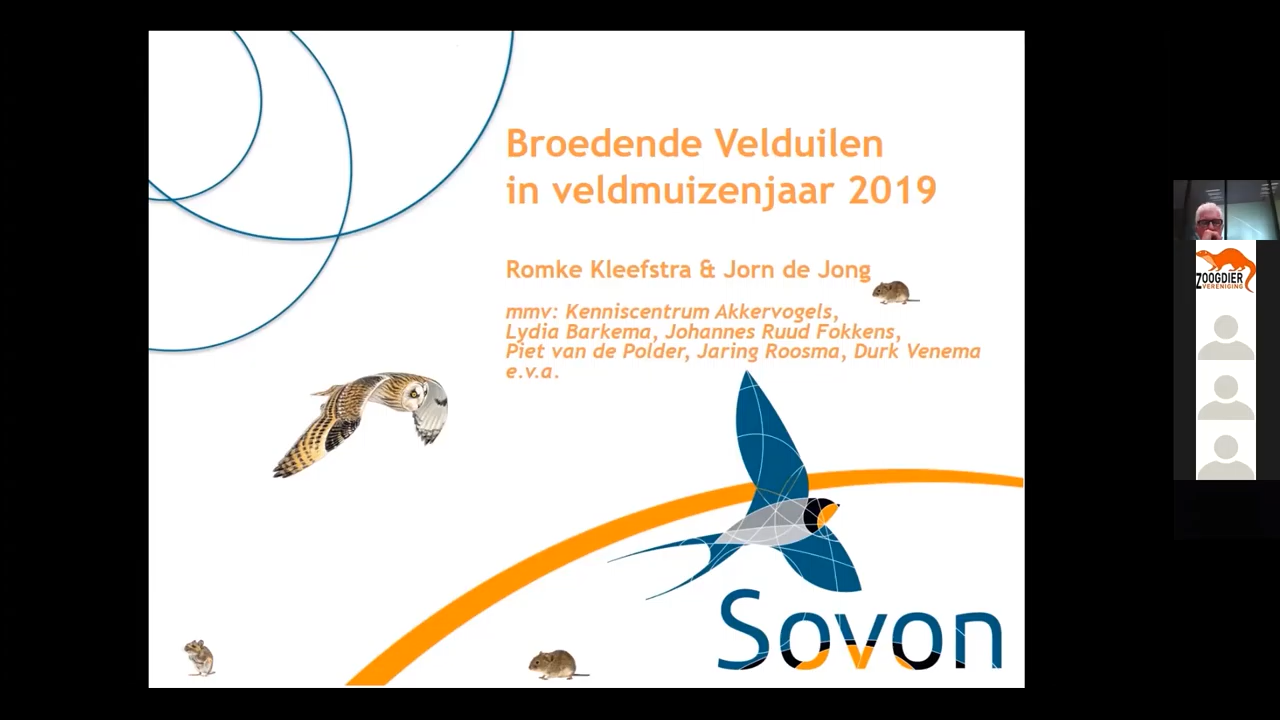 Broedende Velduilen
in veldmuizenjaar 2019
Romke Kleefstra & Jorn de Jong
mmv: Kenniscentrum Akkervogels,
Lydia Barkema, Johannes Ruud Fokkens,
Piet van de Polder, Jaring Roosma, Durk Venema
e.v.a.
Sovon
ZOOGDIER
VERENIGING